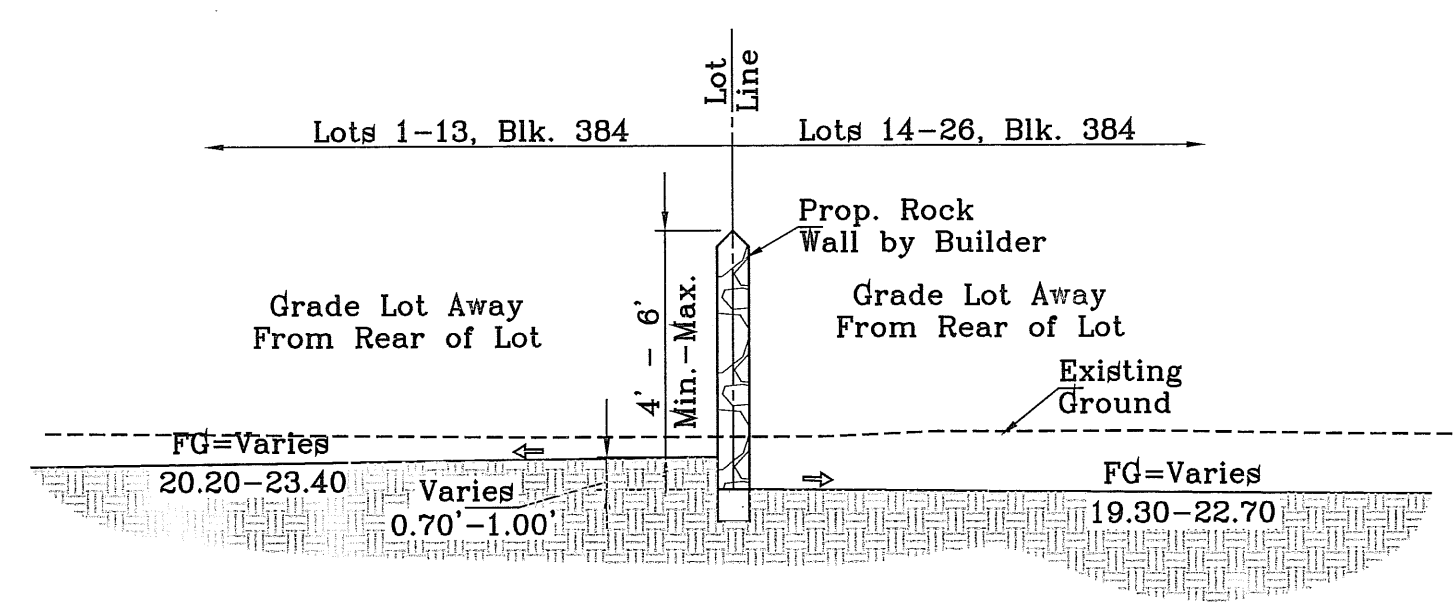 Lot
Line
Lots 1-13, Blk. 384
Lots 14-26, Blk. 384
Prop. Rock
Wall by Builder
Grade Lot Away
From Rear of Lot
4' - 6'
Min.-Max.
Grade Lot Away
From Rear of Lot
Existing
Ground
FG=Varies
20.20-23.40
Varies
0.70'-1.00'
FG=Varies
19.30-22.70